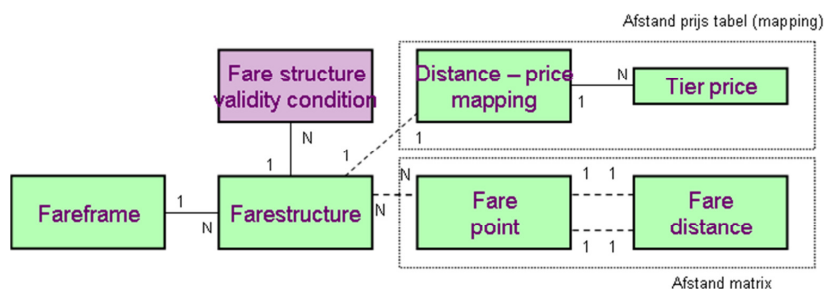 Afstand prijs tabel (mapping)
Fare structure
validity condition
Distance – price
mapping
N
1
Tier price
N
1
1
1
Fareframe
1
N
Farestructure
N
N
Fare
point
1 1
1 1
Fare
distance
Afstand matrix